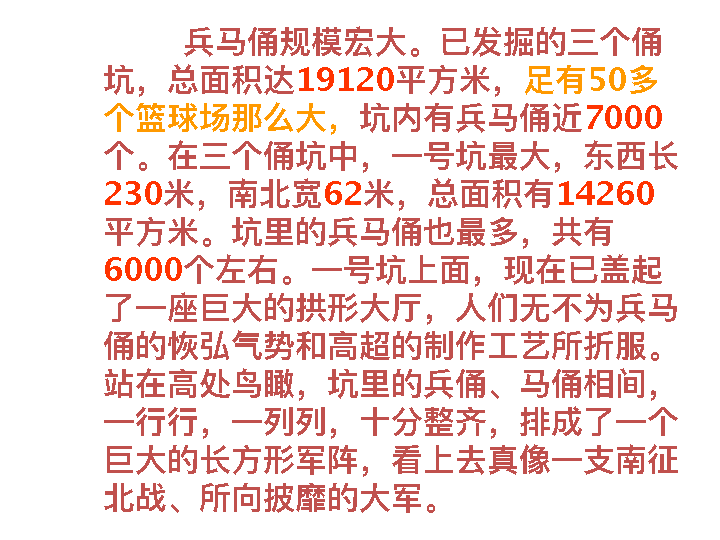 兵马俑规模宏大。已发掘的三个俑
坑，总面积达19120平方米，足有50多
个篮球场那么大，坑内有兵马俑近7000
个。在三个俑坑中，一号坑最大，东西长
230米，南北宽62米，总面积有14260
平方米。坑里的兵马俑也最多，共有
6000个左右。一号坑上面，现在已盖起
了一座巨大的拱形大厅，人们无不为兵马
俑的恢弘气势和高超的制作工艺所折服。
站在高处鸟瞰，坑里的兵俑、马俑相间，
一行行，一列列，十分整齐，排成了一个
巨大的长方形军阵，看上去真像一支南征
北战、所向披靡的大军。